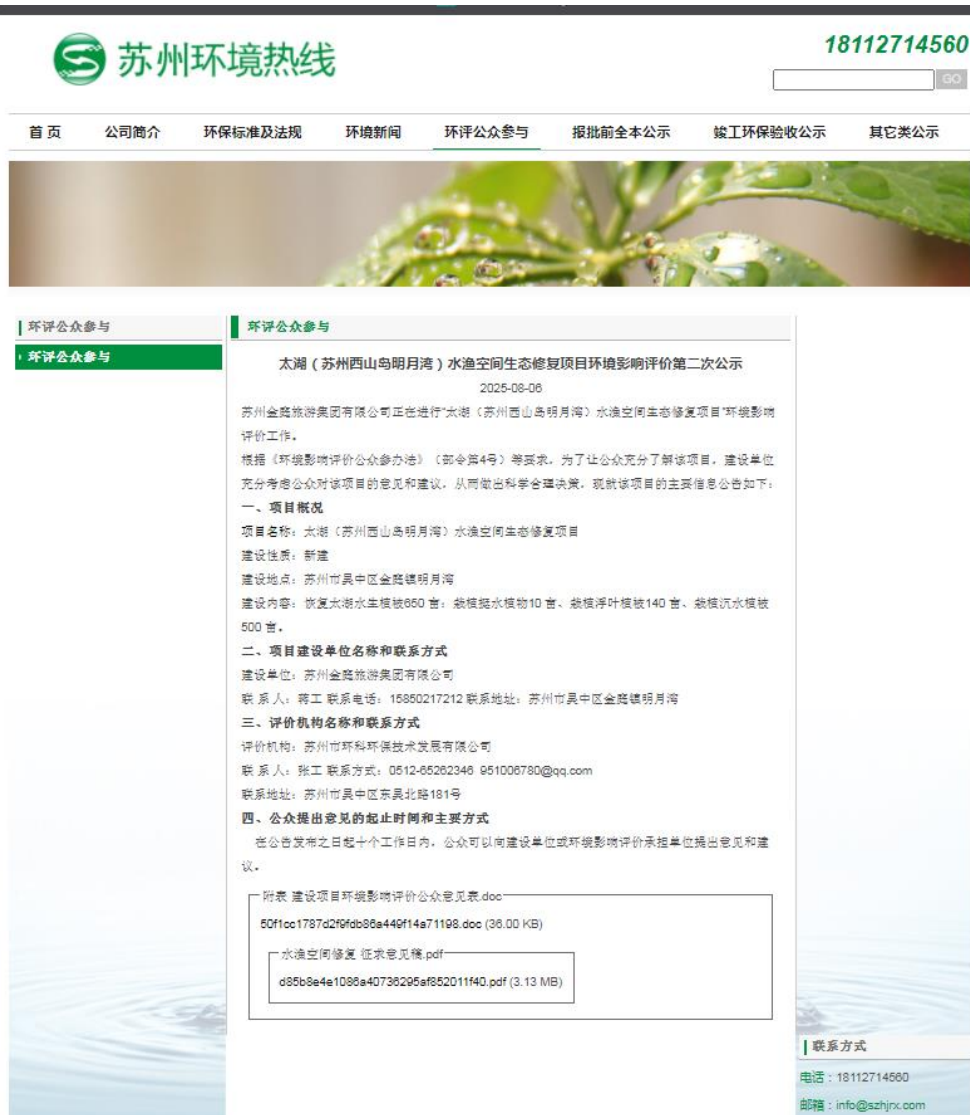 苏州环境热线
18112714560
GO
首 页 公司简介 环保标准及法规 环境新闻 环评公众参与 报批前全本公示 竣工环保验收公示 其它类公示
环评公众参与
环评公众参与
环评公众参与
太湖（苏州西山岛明月湾）水渔空间生态修复项目环境影响评价第二次公示
2025-08-06
苏州金庭旅游集团有限公司正在进行“太湖（苏州西山岛明月湾）水渔空间生态修复项目”环境影响
评价工作。
根据《环境影响评价公众参办法》（部令第4号）等要求，为了让公众充分了解该项目，建设单位
充分考虑公众对该项目的意见和建议，从而做出科学合理决策，现就该项目的主要信息公告如下：
一、项目概况
项目名称：太湖（苏州西山岛明月湾）水渔空间生态修复项目
建设性质：新建
建设地点：苏州市吴中区金庭镇明月湾
建设内容：恢复太湖水生植被650 亩：栽植挺水植物10 亩、栽植浮叶植被140 亩、栽植沉水植被
500 亩。
二、项目建设单位名称和联系方式
建设单位：苏州金庭旅游集团有限公司
联 系 人：蒋工 联系电话：15850217212 联系地址：苏州市吴中区金庭镇明月湾
三、评价机构名称和联系方式
评价机构：苏州市环科环保技术发展有限公司
联 系 人：张工 联系方式：0512-65262346 951006780@qq.com
联系地址：苏州市吴中区东吴北路181号
四、公众提出意见的起止时间和主要方式
在公告发布之日起十个工作日内，公众可以向建设单位或环境影响评价承担单位提出意见和建
议。
附表 建设项目环境影响评价公众意见表.doc
50f1cc1787d2f9fdb86a449f14a71198.doc (36.00 KB)
水渔空间修复 征求意见稿.pdf
d85b8e4e1086a40736295af852011f40.pdf (3.13 MB)
联系方式
电话：18112714560
邮箱：info@szhjrx.com